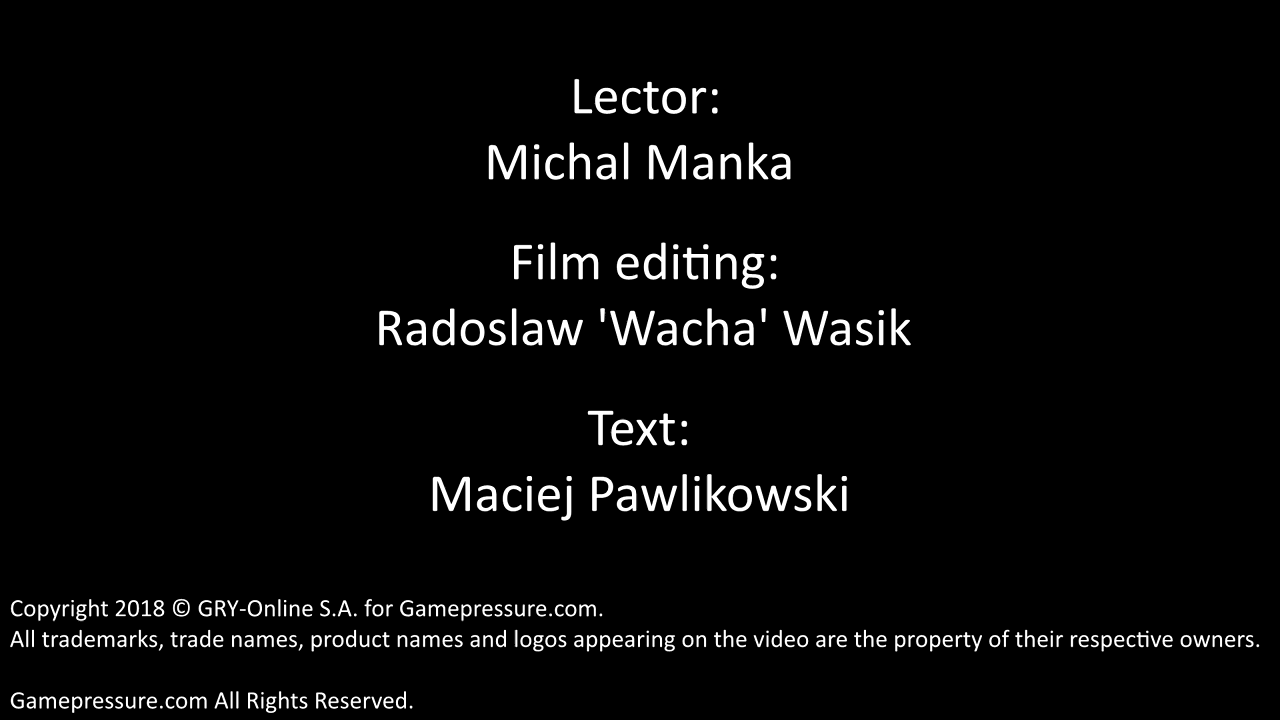 Lector:
Michal Manka
Film editing:
Radoslaw 'Wacha' Wasik
Text:
Maciej Pawlikowski
Copyright 2018 © GRY-Online S.A. for Gamepressure.com.
All trademarks, trade names, product names and logos appearing on the video are the property of their respective owners.
Gamepressure.com All Rights Reserved.